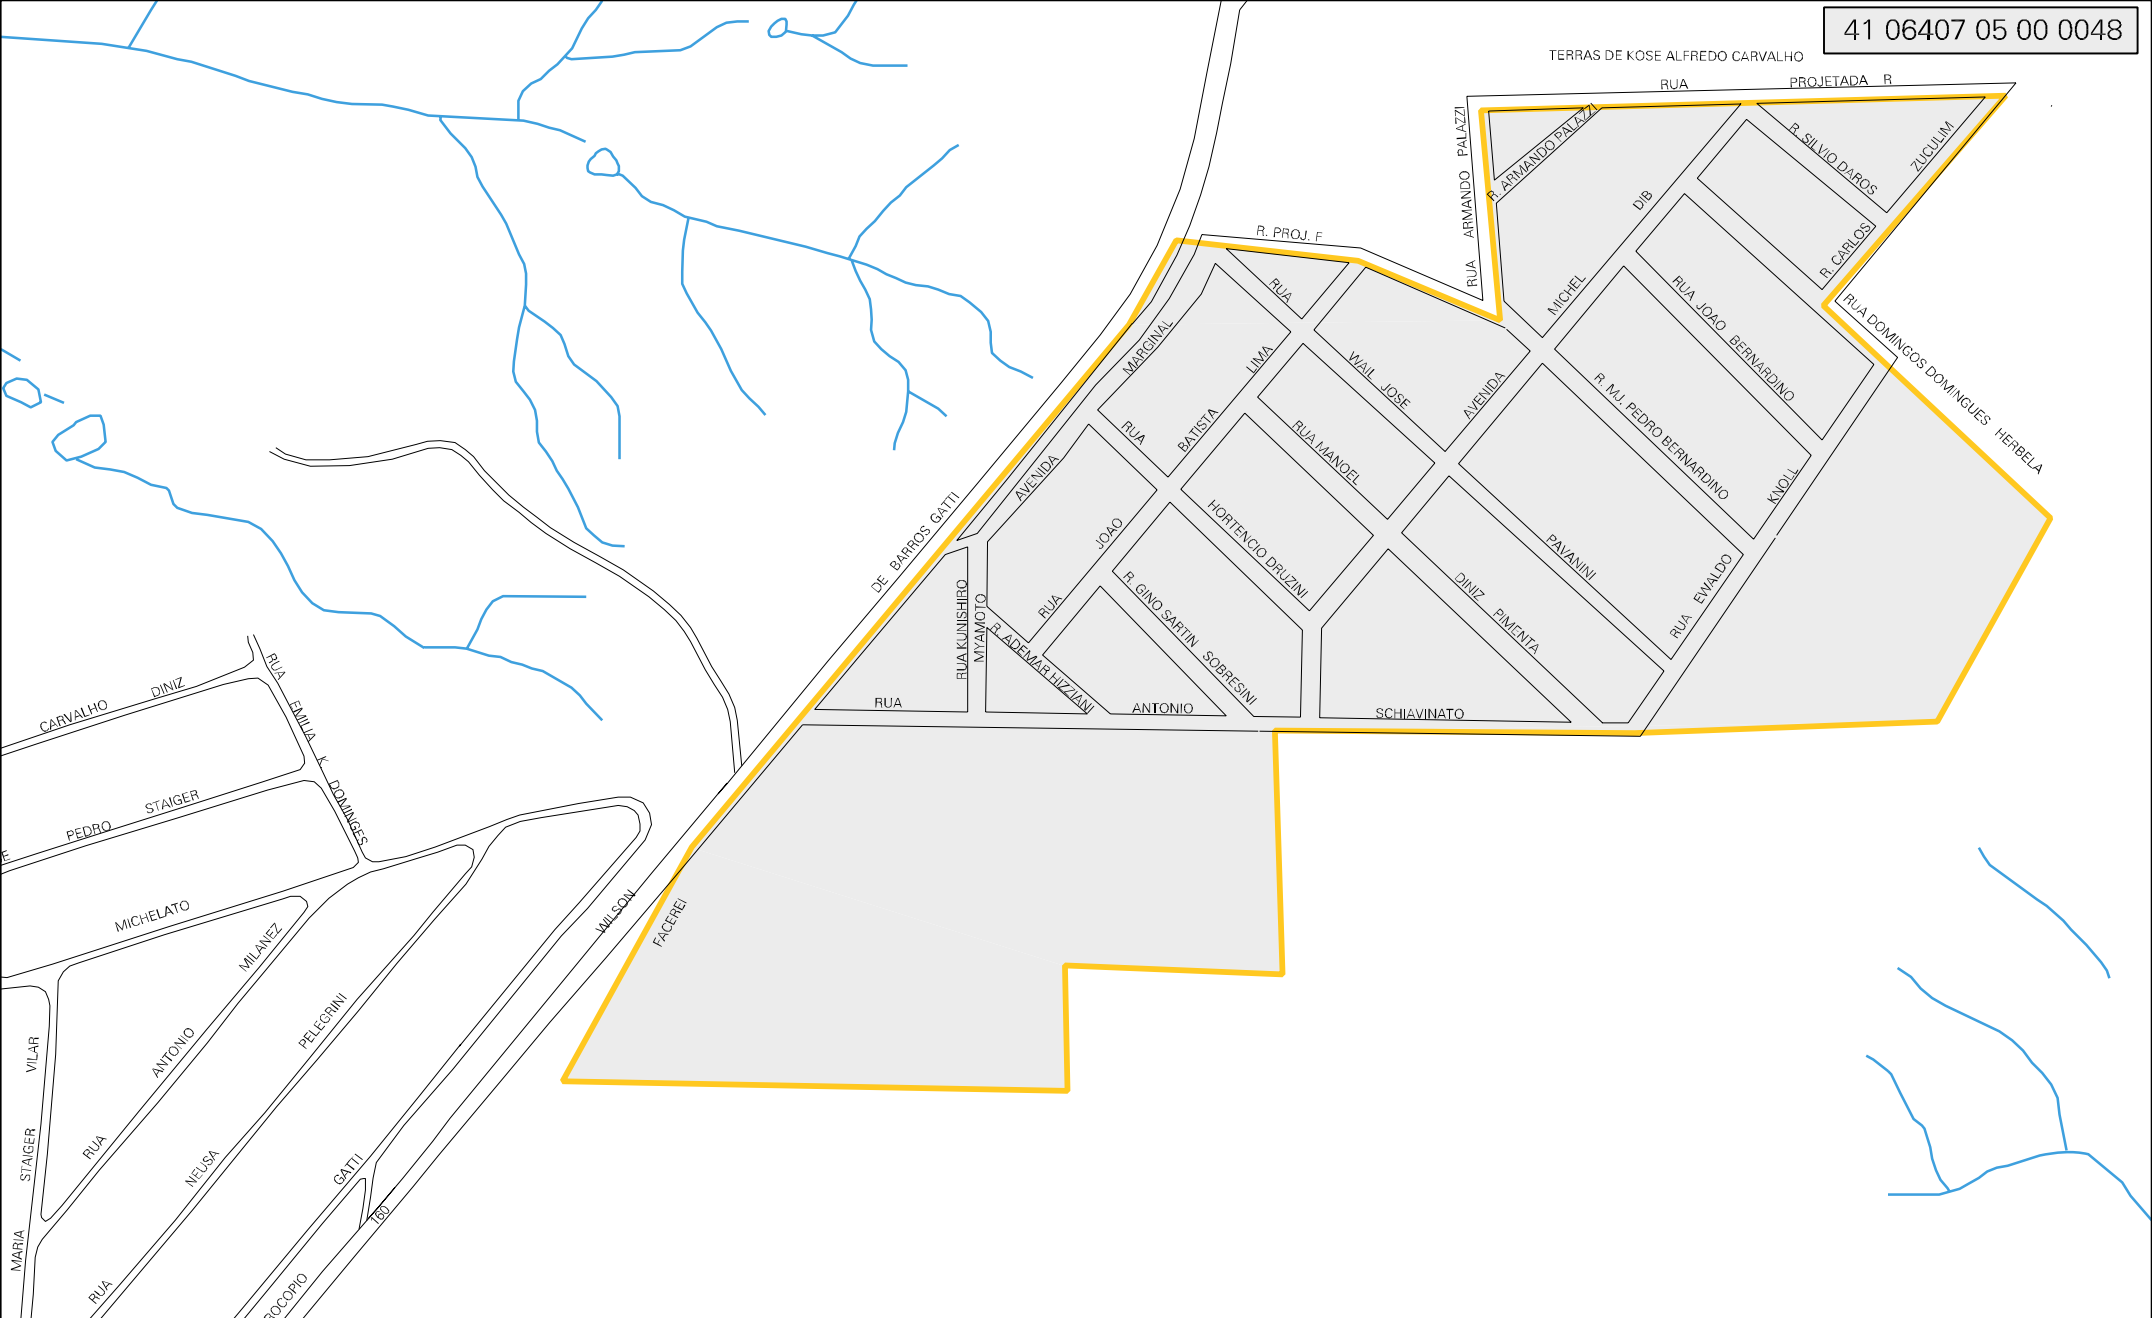 41 06407 05 00 0048
TERRAS DE KOSE ALFREDO CARVALHO
RUA PROJETADA R
RUA ARMANDO PALAZZI
R. ARMANDO PALAZZI
R. SILVIO DAROS
R. CARLOS ZUCULIM
R. PROJ. F
AVENIDA MICHEL DIB
RUA DOMINGOS DOMINGUES HERBELA
RUA JOAO BERNARDINO
R. MJ. PEDRO BERNARDINO
RUA WAIL JOSE PAVANINI
AVENIDA MARGINAL
RUA JOAO BATISTA LIMA
RUA MANOEL DINIZ PIMENTA
RUA HORTENCIO DRUZINI
RUA EWALDO KNOLL
R. GINO SARTIN SOBRESINI
R. ADEMAR HIZZIANI
RUA KUNISHIRO
MYAMOTO
RUA ANTONIO SCHIAVINATO
WILSON DE BARROS GATTI
FACEREI
CARVALHO DINIZ
RUA EMILIA K DOMINGES
PEDRO STAIGER
E
MICHELATO
RUA ANTONIO MILANEZ
RUA NEUSA PELEGRINI
MARIA STAIGER VILAR
GATTI
160
ROCOPIO